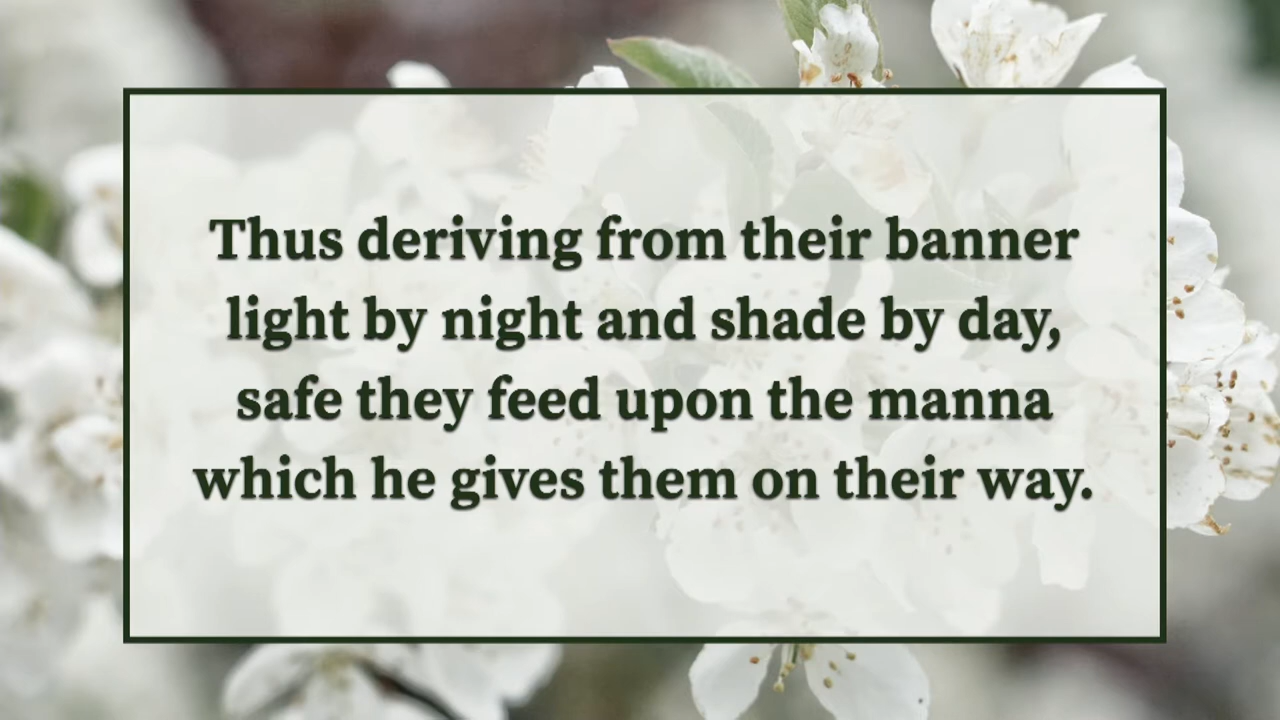 Thus deriving from their banner
light by night and shade by day,
safe they feed upon the manna
which he gives them on their way.